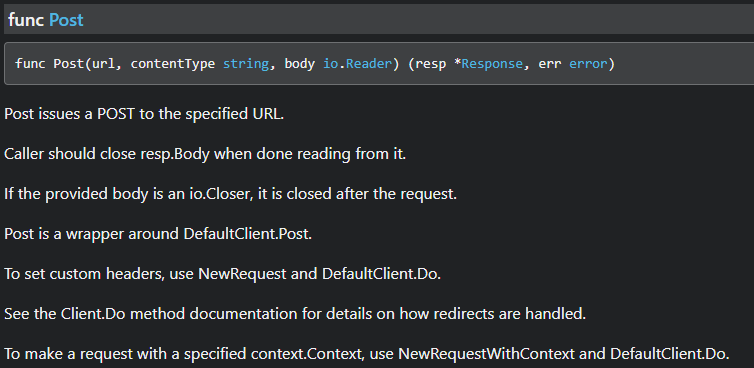 func Post
func Post(url, contentType string, body io.Reader) (resp *Response, err error)
Post issues a POST to the specified URL.
Caller should close resp.Body when done reading from it.
If the provided body is an io.Closer, it is closed after the request.
Post is a wrapper around DefaultClient.Post.
To set custom headers, use NewRequest and DefaultClient.Do.
See the Client.Do method documentation for details on how redirects are handled.
To make a request with a specified context.Context, use NewRequestWithContext and DefaultClient.Do.